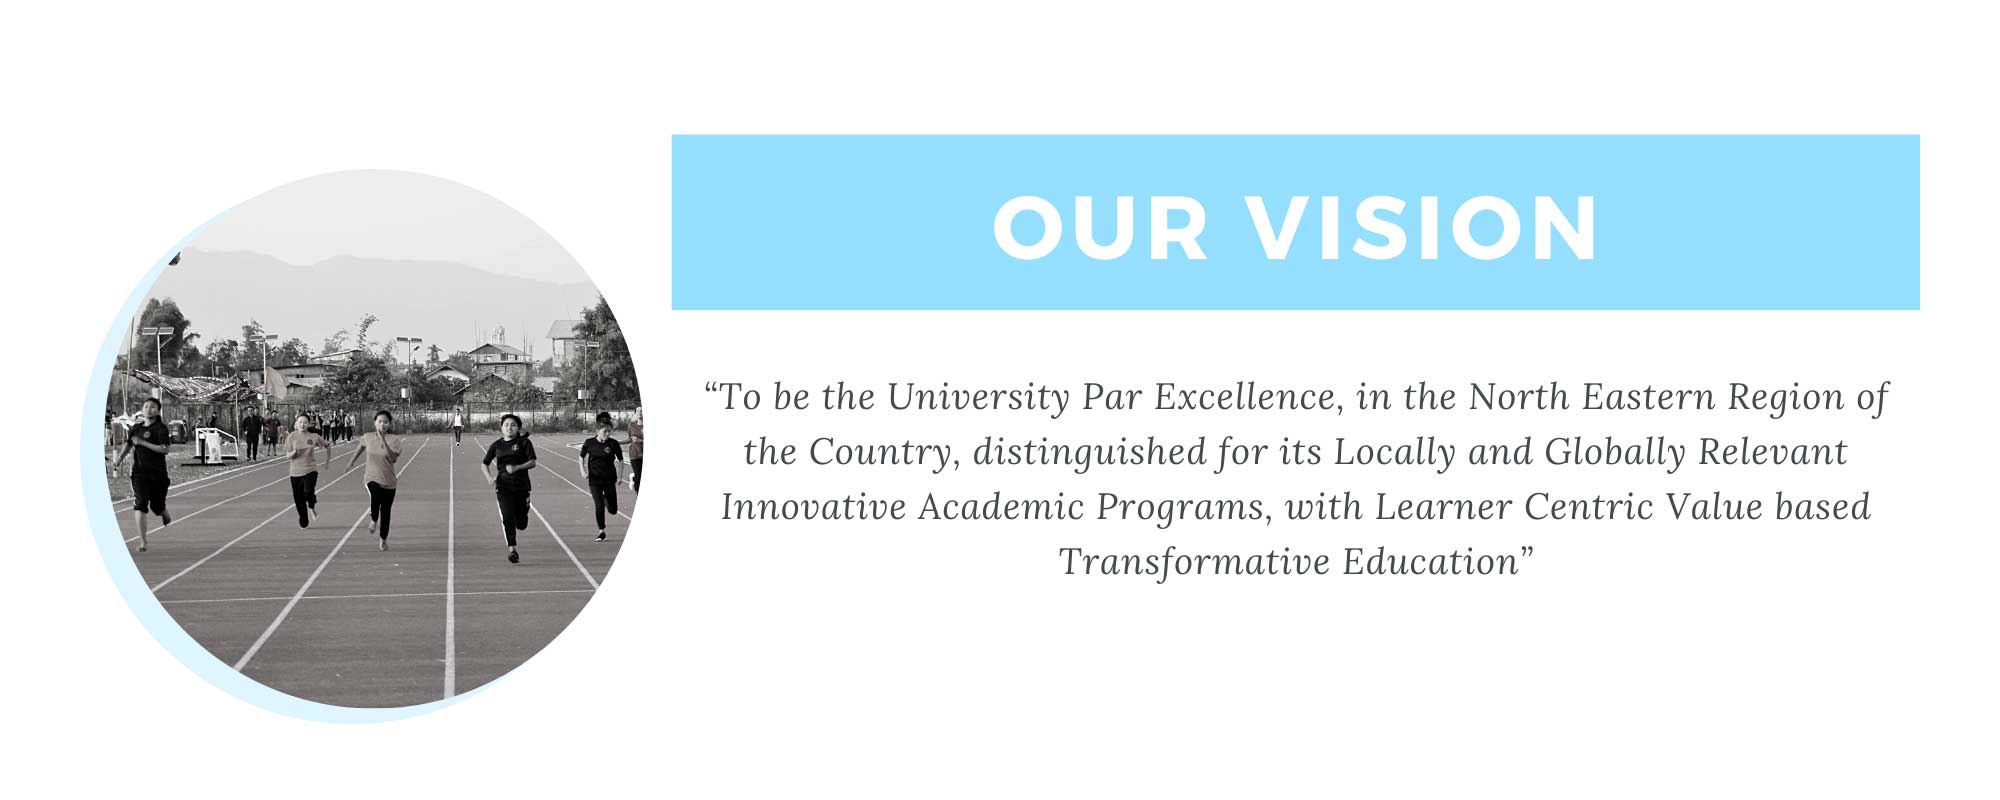 OUR VISION
“To be the University Par Excellence, in the North Eastern Region of
the Country, distinguished for its Locally and Globally Relevant
Innovative Academic Programs, with Learner Centric Value based
Transformative Education”